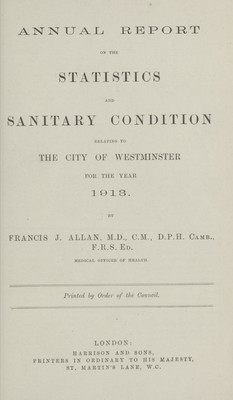 ANNUAL REPORT
ON THE
STATISTICS
AND
SANITARY CONDITION
RELATING TO
THE CITY OF WESTMINSTER
FOR THE YEAR
1913.
BY
FRANCIS J. ALLAN, M.D., C.M., D.P.H. CAMB.,
F.R.S. ED.
MEDICAL OFFICER OF HEALTH.
Printed by Order of the Council.
LONDON:
HARRISON AND SONS,
PRINTERS IN ORDINARY TO HIS MAJESTY,
ST. MARTIN'S LANE, W.C.